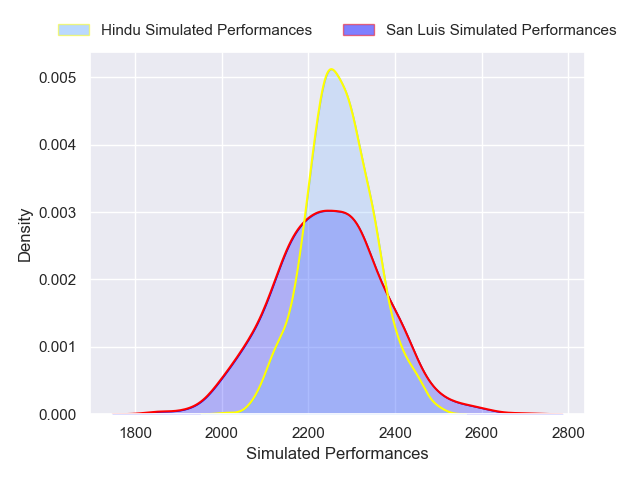 Hindu Simulated Performances San Luis Simulated Performances
0.005
0.004
0.003
0.002
0.001
0.000
Density
1800 2000 2200 2400 2600 2800
Simulated Performances